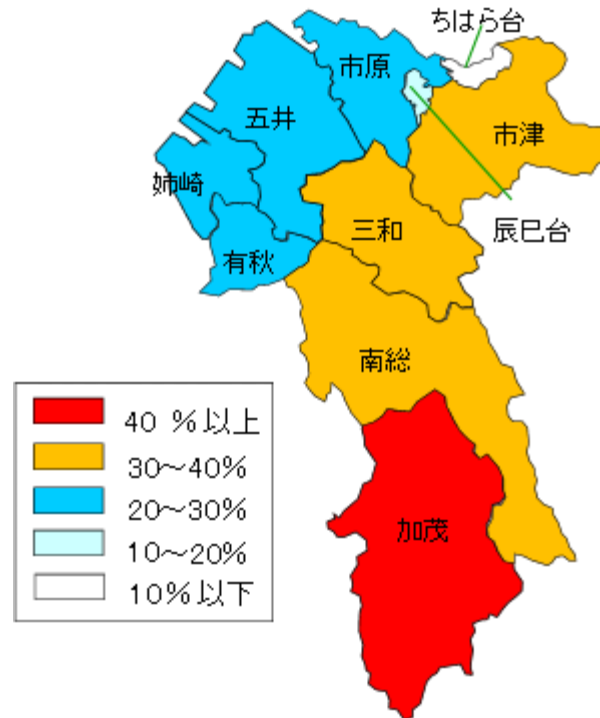 ちはら台
市原
五井
市津
姉崎
辰巳台
三和
有秋
南総
加茂
40 %以上
30～40%
20～30%
10～20%
10%以下